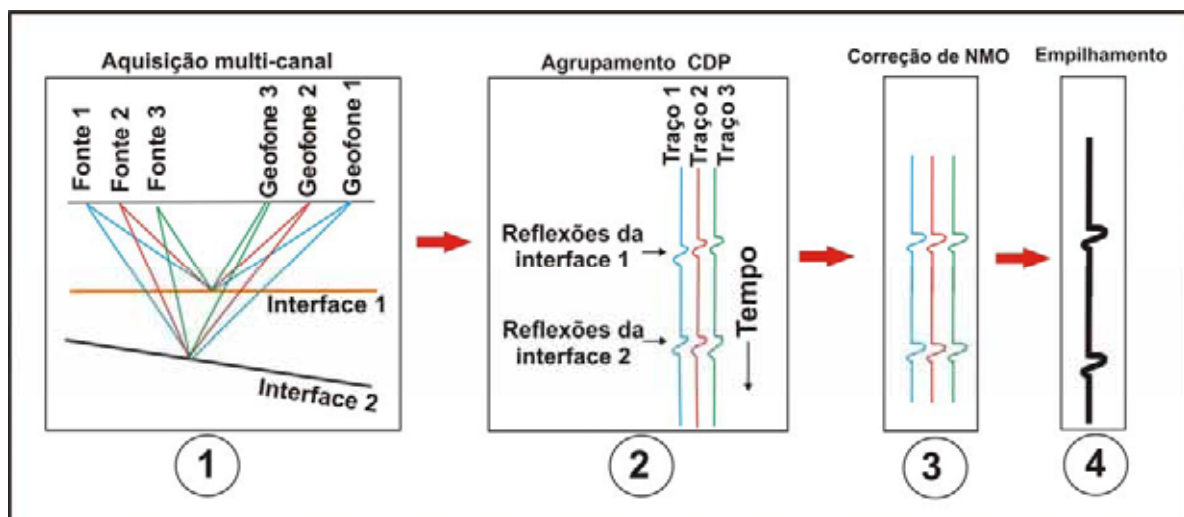 Aquisição multi-canal
Fonte 1
Fonte 2
Fonte 3
Geofone 3
Geofone 2
Geofone 1
Interface 1
Interface 2
1
Agrupamento CDP
Traço 1
Traço 2
Traço 3
Reflexões da
interface 1
Reflexões da
interface 2
Tempo
2
Correção de NMO
3
Empilhamento
4